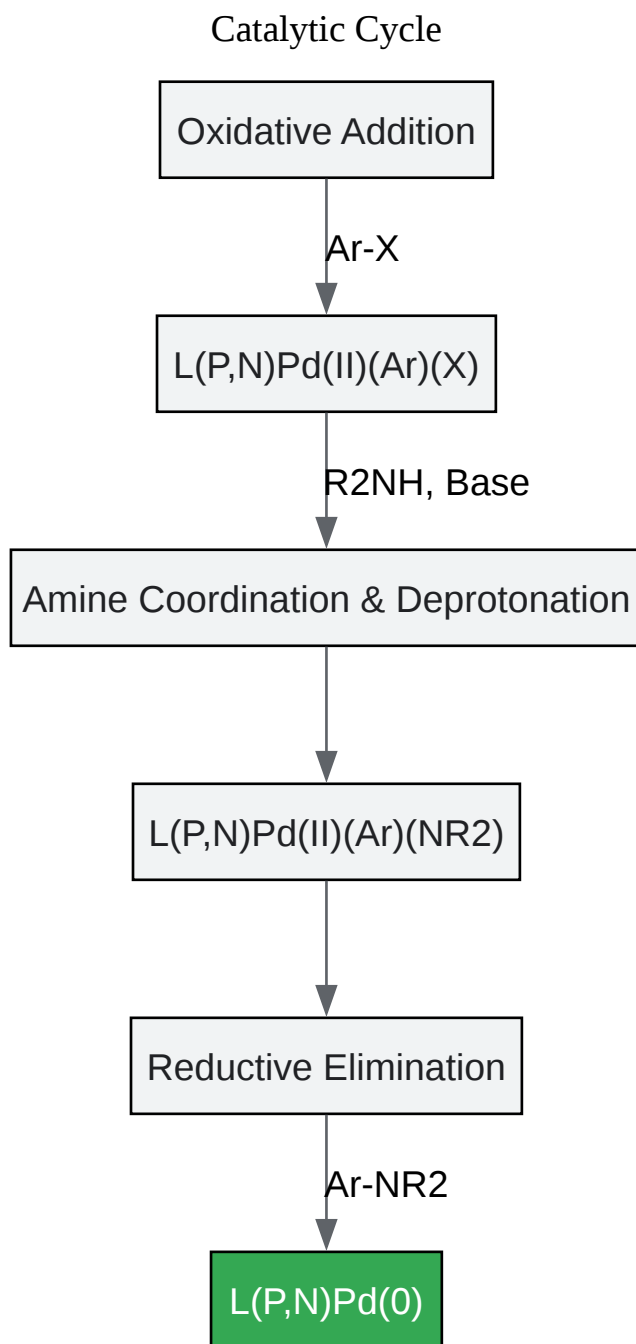 Catalytic Cycle
Oxidative Addition
Ar-X
L(P,N)Pd(II)(Ar)(X)
R2NH, Base
Amine Coordination & Deprotonation
L(P,N)Pd(II)(Ar)(NR2)
Reductive Elimination
Ar-NR2
L(P,N)Pd(0)